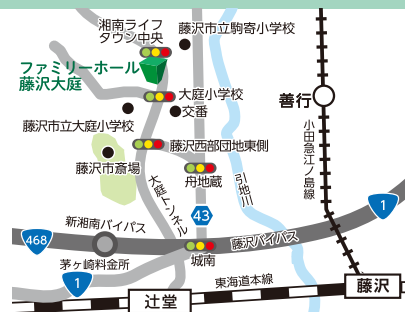 湘南ライフ
タウン中央
藤沢市立駒寄小学校
ファミリーホール
藤沢大庭
大庭小学校
交番
善行
藤沢市立大庭小学校
藤沢西部団地東側
小田急江ノ島線
藤沢市斎場
舟地蔵
引地川
大庭トンネル
43
1
新湘南バイパス
468
藤沢バイパス
城南
茅ヶ崎料金所
1
東海道本線
辻堂
藤沢